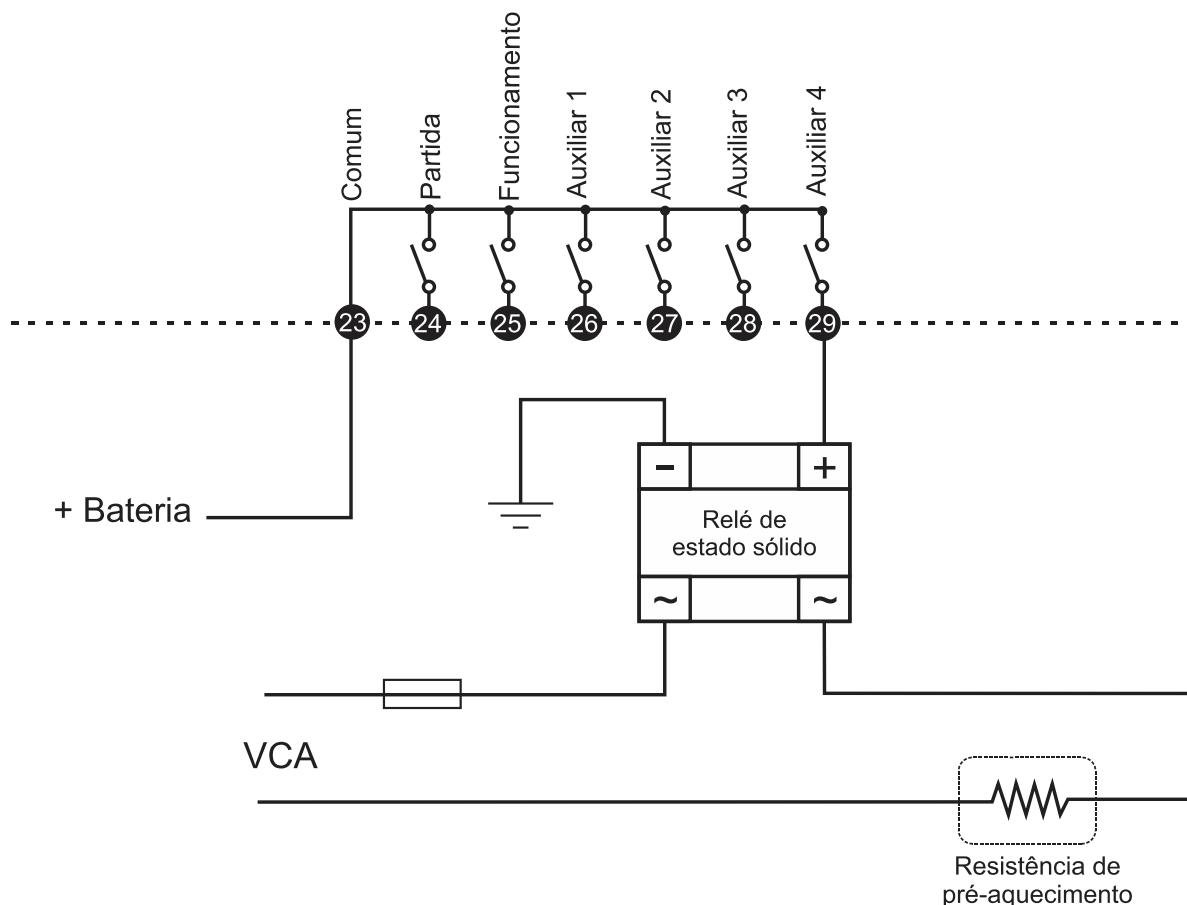 Comum
Partida
Funcionamento
Auxiliar 1
Auxiliar 2
Auxiliar 3
Auxiliar 4
23
24
25
26
27
28
29
-
+
+ Bateria
Relé de
estado sólido
~
~
VCA
Resistência de
pré-aquecimento